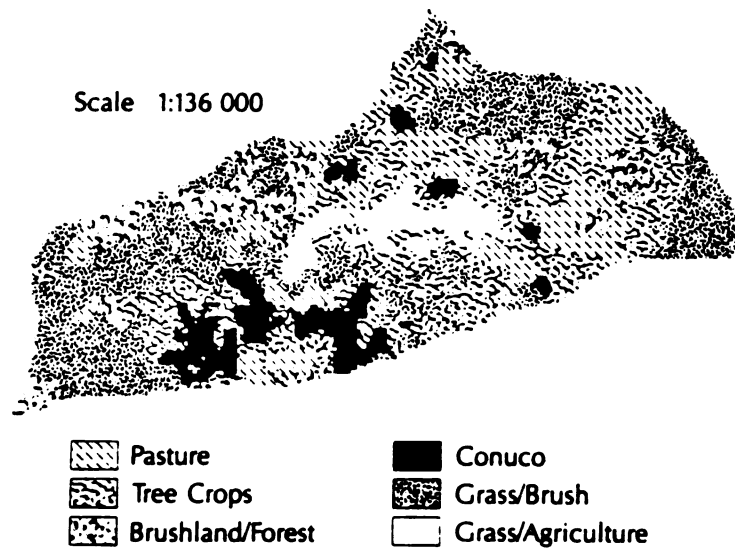 Scale 1:136 000
Pasture
Tree Crops
Brushland/Forest
Conuco
Grass/Brush
Grass/Agriculture